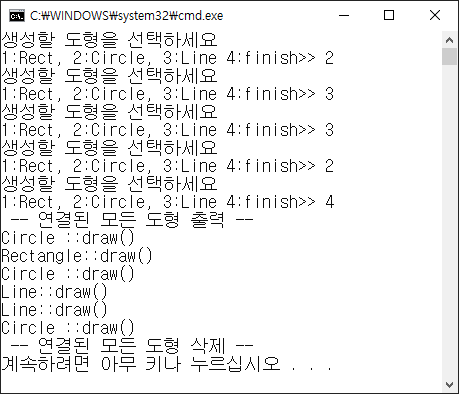 C:₩WINDOWS₩system32₩cmd.exe
생성할 도형을 선택하세요
1:Rect, 2:Circle, 3:Line 4:finish>> 2
생성할 도형을 선택하세요
1:Rect, 2:Circle, 3:Line 4:finish>> 3
생성할 도형을 선택하세요
1:Rect, 2:Circle, 3:Line 4:finish>> 3
생성할 도형을 선택하세요
1:Rect, 2:Circle, 3:Line 4:finish>> 2
생성할 도형을 선택하세요
1:Rect, 2:Circle, 3:Line 4:finish>> 4
 -- 연결된 모든 도형 출력 --
Circle ::draw()
Rectangle::draw()
Circle ::draw()
Line::draw()
Line::draw()
Circle ::draw()
 -- 연결된 모든 도형 삭제 --
계속하려면 아무 키나 누르십시오 . . .